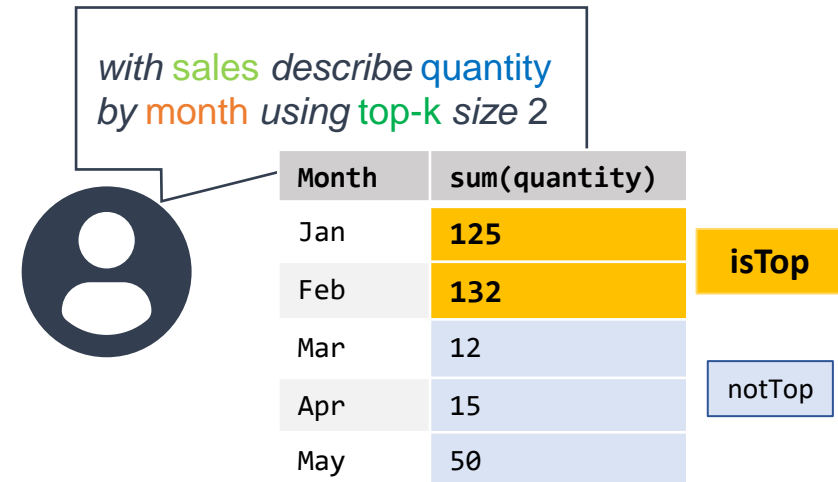 with sales describe quantity
by month using top-k size 2
Month sum(quantity)
Jan 125
Feb 132
isTop
Mar 12
Apr 15
notTop
May 50